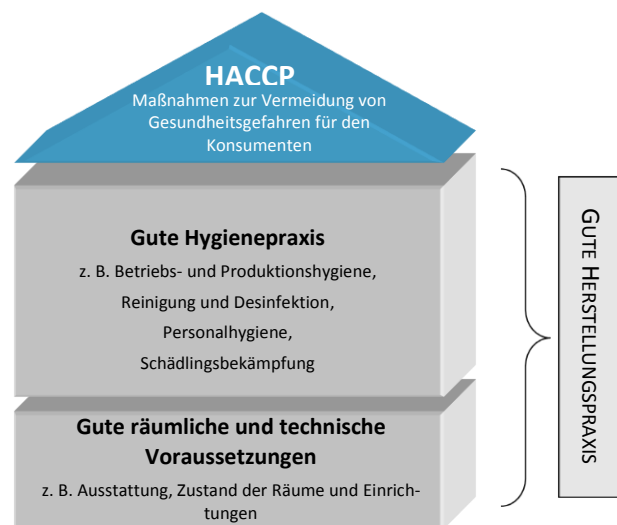 HACCP
Maßnahmen zur Vermeidung von
Gesundheitsgefahren für den
Konsumenten
Gute Hygienepraxis
z. B. Betriebs- und Produktionshygiene,
Reinigung und Desinfektion,
Personalhygiene,
Schädlingsbekämpfung
Gute räumliche und technische
Voraussetzungen
z. B. Ausstattung, Zustand der Räume und Einrich-
tungen
GUTE HERSTELLUNGSPRAXIS